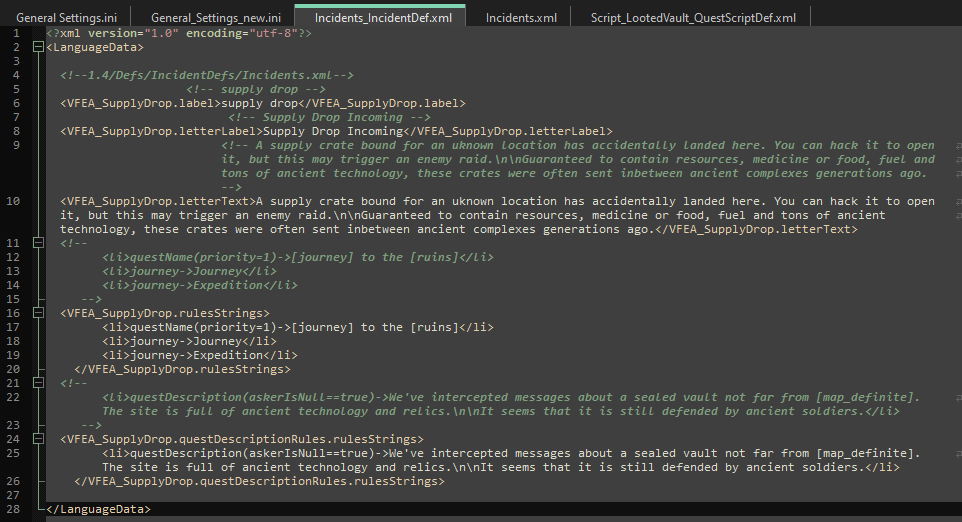 General Settings.ini General_Settings_new.ini Incidents_IncidentDef.xml Incidents.xml Script_LootedVault_QuestScriptDef.xml
1 <?xml version="1.0" encoding="utf-8"?>
2 <LanguageData>
3
4 <!--1.4/Defs/IncidentDefs/Incidents.xml-->
5 <!-- supply drop -->
6 <VFEA_SupplyDrop.label>supply drop</VFEA_SupplyDrop.label>
7 <!-- Supply Drop Incoming -->
8 <VFEA_SupplyDrop.letterLabel>Supply Drop Incoming</VFEA_SupplyDrop.letterLabel>
9 <!-- A supply crate bound for an uknown location has accidentally landed here. You can hack it to open
it, but this may trigger an enemy raid.\n\nGuaranteed to contain resources, medicine or food, fuel and
tons of ancient technology, these crates were often sent inbetween ancient complexes generations ago.
-->
10 <VFEA_SupplyDrop.letterText>A supply crate bound for an uknown location has accidentally landed here. You can hack it to open
it, but this may trigger an enemy raid.\n\nGuaranteed to contain resources, medicine or food, fuel and tons of ancient
technology, these crates were often sent inbetween ancient complexes generations ago.</VFEA_SupplyDrop.letterText>
11 <!--
12 <li>questName(priority=1)->[journey] to the [ruins]</li>
13 <li>journey->Journey</li>
14 <li>journey->Expedition</li>
15 -->
16 <VFEA_SupplyDrop.rulesStrings>
17 <li>questName(priority=1)->[journey] to the [ruins]</li>
18 <li>journey->Journey</li>
19 <li>journey->Expedition</li>
20 </VFEA_SupplyDrop.rulesStrings>
21 <!--
22 <li>questDescription(askerIsNull==true)->We've intercepted messages about a sealed vault not far from [map_definite].
The site is full of ancient technology and relics.\n\nIt seems that it is still defended by ancient soldiers.</li>
23 -->
24 <VFEA_SupplyDrop.questDescriptionRules.rulesStrings>
25 <li>questDescription(askerIsNull==true)->We've intercepted messages about a sealed vault not far from [map_definite].
The site is full of ancient technology and relics.\n\nIt seems that it is still defended by ancient soldiers.</li>
26 </VFEA_SupplyDrop.questDescriptionRules.rulesStrings>
27
28 </LanguageData>